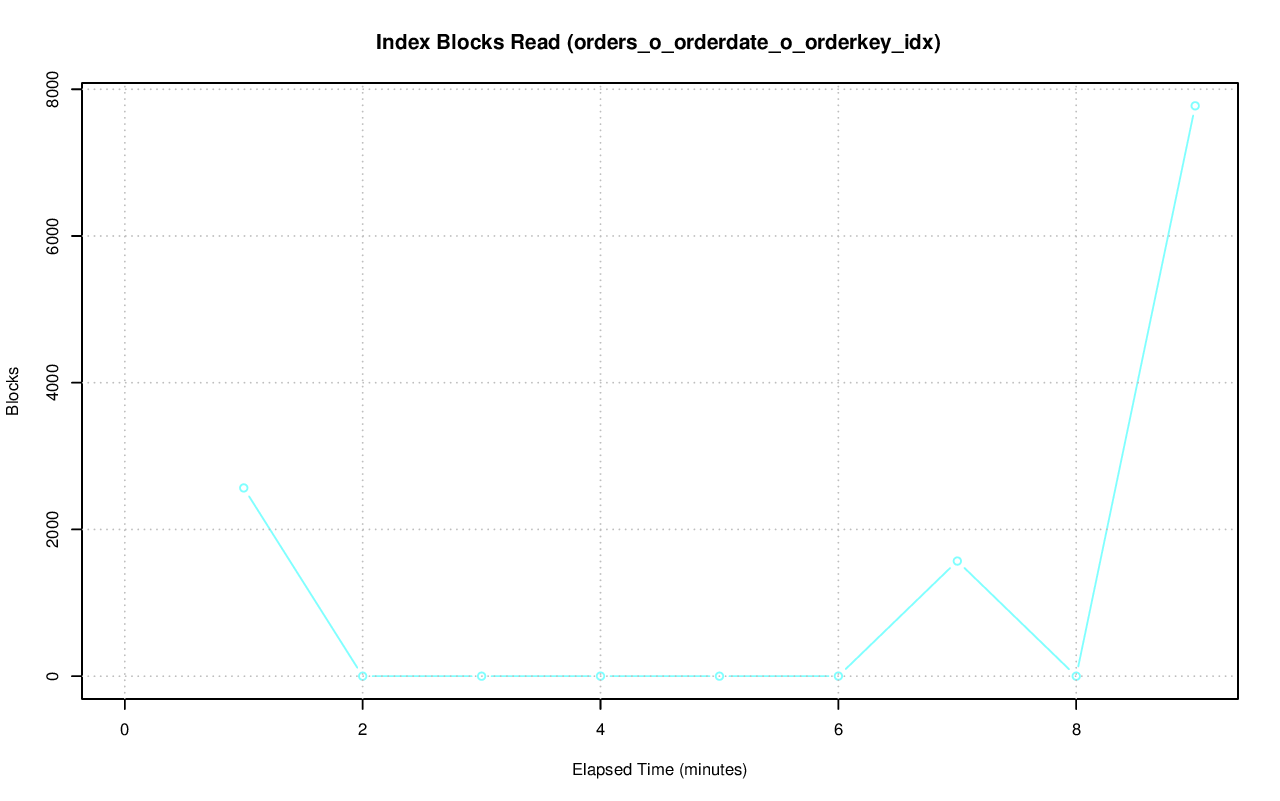 Index Blocks Read (orders_o_orderdate_o_orderkey_idx)
8000
6000
4000
2000
0
Blocks
0 2 4 6 8
Elapsed Time (minutes)